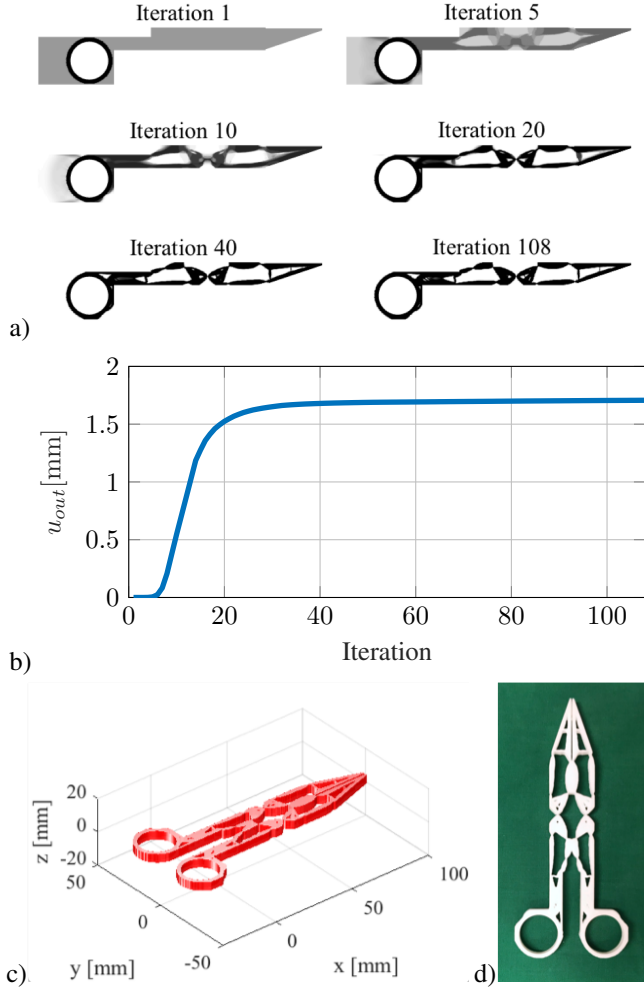 Iteration 1
Iteration 5
Iteration 10
Iteration 20
Iteration 40
Iteration 108
a)
2
1.5
1
0.5
0
u_out [mm]
0
20
40
60
80
100
Iteration
b)
20
0
-20
z [mm]
50
0
-50
y [mm]
0
50
100
x [mm]
c)
d)